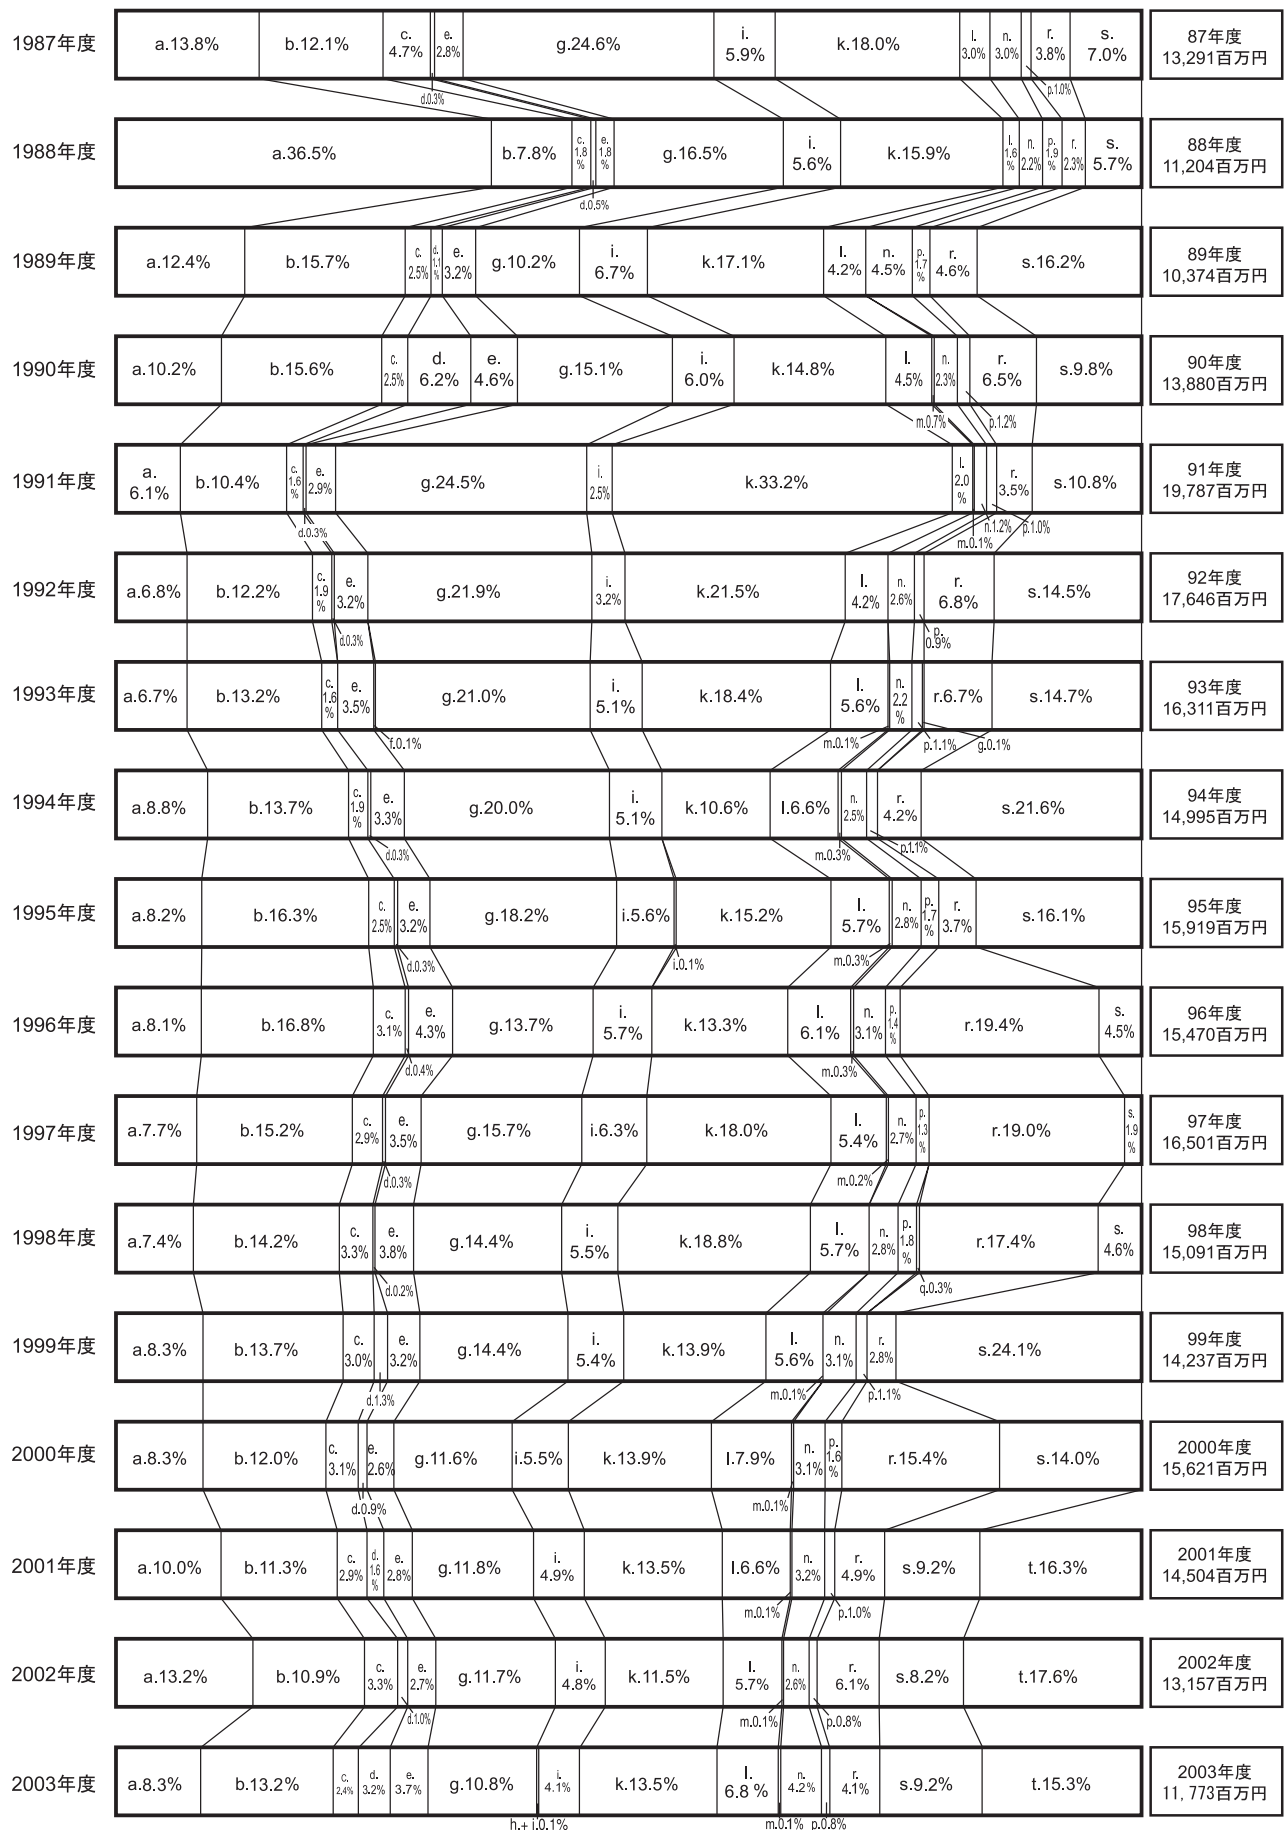 1987年度 a.13.8% b.12.1% c. 4.7% e. 2.8% g.24.6% i. 5.9% k.18.0% l. 3.0% n. 3.0% r. 3.8% s. 7.0% 87年度
13,291百万円
d.0.3% p.1.0%
1988年度 a.36.5% b.7.8% c. 1.8 % e. 1.8 % g.16.5% i. 5.6% k.15.9% l. 1.6 % n. 2.2% p. 1.9 % r. 2.3% s. 5.7% 88年度
11,204百万円
d.0.5%
1989年度 a.12.4% b.15.7% c. 2.5% d. 1.1 % e. 3.2% g.10.2% i. 6.7% k.17.1% l. 4.2% n. 4.5% p. 1.7 % r. 4.6% s.16.2% 89年度
10,374百万円
1990年度 a.10.2% b.15.6% c. 2.5% d. 6.2% e. 4.6% g.15.1% i. 6.0% k.14.8% l. 4.5% n. 2.3% r. 6.5% s.9.8% 90年度
13,880百万円
m.0.7% p.1.2%
1991年度 a. 6.1% b.10.4% c. 1.6 % e. 2.9% g.24.5% i. 2.5% k.33.2% l. 2.0 % r. 3.5% s.10.8% 91年度
19,787百万円
d.0.3% n.1.2% p.1.0%
m.0.1%
1992年度 a.6.8% b.12.2% c. 1.9 % e. 3.2% g.21.9% i. 3.2% k.21.5% l. 4.2% n. 2.6% r. 6.8% s.14.5% 92年度
17,646百万円
d.0.3% p. 0.9%
1993年度 a.6.7% b.13.2% c. 1.6 % e. 3.5% g.21.0% i. 5.1% k.18.4% l. 5.6% n. 2.2 % r.6.7% s.14.7% 93年度
16,311百万円
f.0.1% m.0.1% p.1.1% g.0.1%
1994年度 a.8.8% b.13.7% c. 1.9 % e. 3.3% g.20.0% i. 5.1% k.10.6% l.6.6% n. 2.5% r. 4.2% s.21.6% 94年度
14,995百万円
d.0.3% m.0.3% p.1.1%
1995年度 a.8.2% b.16.3% c. 2.5% e. 3.2% g.18.2% i.5.6% k.15.2% l. 5.7% n. 2.8% p. 1.7 % r. 3.7% s.16.1% 95年度
15,919百万円
d.0.3% i.0.1% m.0.3%
1996年度 a.8.1% b.16.8% c. 3.1% e. 4.3% g.13.7% i. 5.7% k.13.3% l. 6.1% n. 3.1% p. 1.4 % r.19.4% s. 4.5% 96年度
15,470百万円
d.0.4% m.0.3%
1997年度 a.7.7% b.15.2% c. 2.9% e. 3.5% g.15.7% i.6.3% k.18.0% l. 5.4% n. 2.7% p. 1.3 % r.19.0% s. 1.9 % 97年度
16,501百万円
d.0.3% m.0.2%
1998年度 a.7.4% b.14.2% c. 3.3% e. 3.8% g.14.4% i. 5.5% k.18.8% l. 5.7% n. 2.8% p. 1.8 % r.17.4% s. 4.6% 98年度
15,091百万円
d.0.2% q.0.3%
1999年度 a.8.3% b.13.7% c. 3.0% e. 3.2% g.14.4% i. 5.4% k.13.9% l. 5.6% n. 3.1% r. 2.8% s.24.1% 99年度
14,237百万円
d.1.3% m.0.1% p.1.1%
2000年度 a.8.3% b.12.0% c. 3.1% e. 2.6% g.11.6% i.5.5% k.13.9% l.7.9% n. 3.1% p. 1.6 % r.15.4% s.14.0% 2000年度
15,621百万円
d.0.9% m.0.1%
2001年度 a.10.0% b.11.3% c. 2.9% d. 1.6 % e. 2.8% g.11.8% i. 4.9% k.13.5% l.6.6% n. 3.2% r. 4.9% s.9.2% t.16.3% 2001年度
14,504百万円
m.0.1% p.1.0%
2002年度 a.13.2% b.10.9% c. 3.3% e. 2.7% g.11.7% i. 4.8% k.11.5% l. 5.7% n. 2.6% r. 6.1% s.8.2% t.17.6% 2002年度
13,157百万円
d.1.0% m.0.1% p.0.8%
2003年度 a.8.3% b.13.2% c. 2.4% d. 3.2% e. 3.7% g.10.8% i. 4.1% k.13.5% l. 6.8 % n. 4.2% r. 4.1% s.9.2% t.15.3% 2003年度
11,773百万円
h.+ i.0.1% m.0.1% p.0.8%